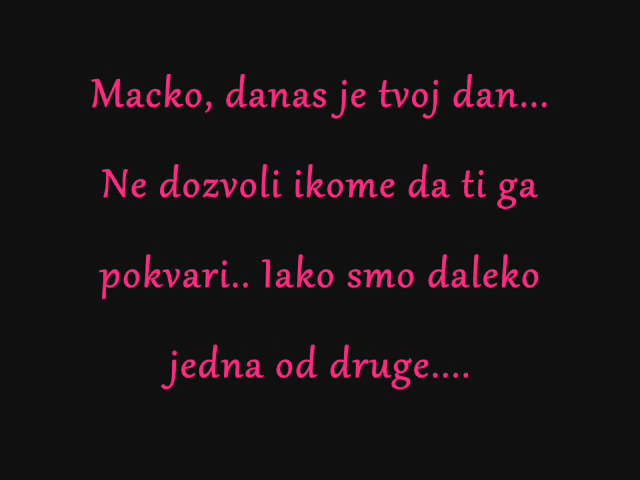 Macko, danas je tvoj dan...
Ne dozvoli ikome da ti ga
pokvari.. Iako smo daleko
jedna od druge....